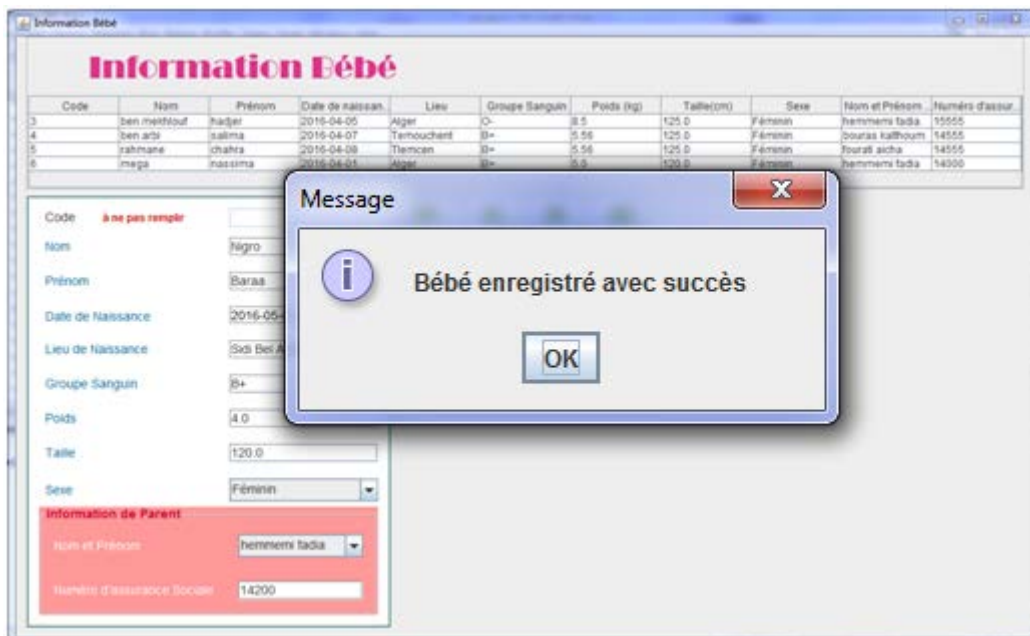 Information Bébé
Information Bébé
Code Nom Prénom Date de naissan... Lieu Groupe Sanguin Poids (kg) Taille(cm) Sexe Nom et Prénom ... Numéro d'assur...
3 ben mekhlouf hadjer 2016-04-05 Alger O- 8.5 125.0 Féminin hemmemi fadia 15555
4 ben arbi salima 2016-04-07 Temouchent B+ 5.56 125.0 Féminin bouras kalthoum 14555
5 rahmane chahra 2016-04-08 Tlemcen B+ 5.56 125.0 Féminin fourati aicha 14555
6 mega nassima 2016-04-01 Alger B+ 5.0 120.0 Féminin hemmemi fadia 14000
Message
Bébé enregistré avec succès
OK
Code à ne pas remplir
Nom Nigro
Prénom Baraa
Date de Naissance 2016-05-
Lieu de Naissance Sidi Bel A
Groupe Sanguin B+
Poids 4.0
Taille 120.0
Sexe Féminin
Information de Parent
Nom et Prénom hemmemi fadia
Numéro d'assurance Sociale 14200